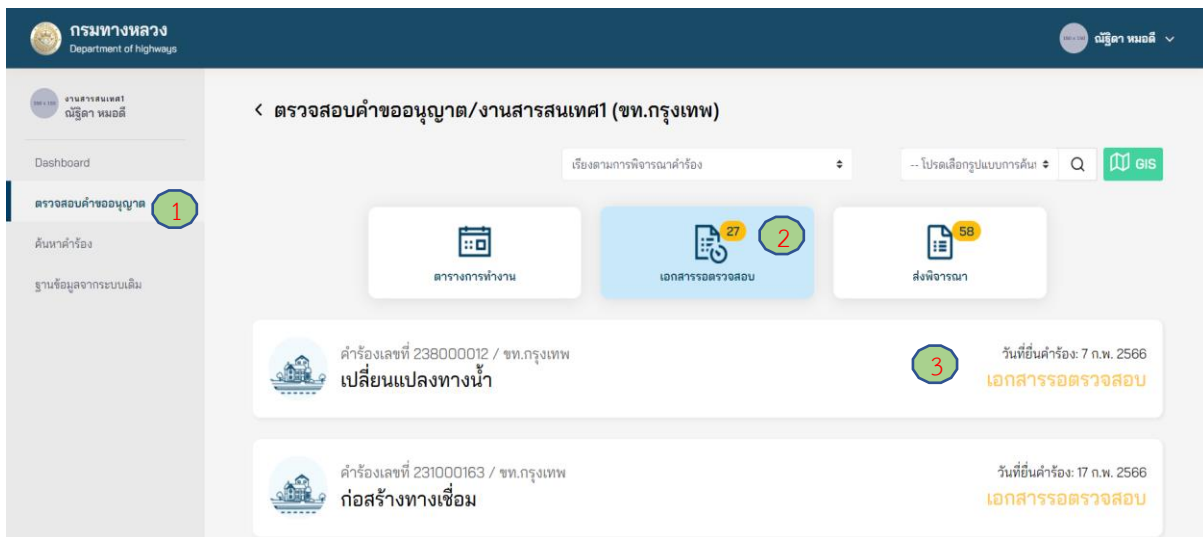 กรมทางหลวง
Department of highways
ณัฐิดา หมอดี
งานสารสนเทศ1
ณัฐิดา หมอดี
Dashboard
ตรวจสอบคำขออนุญาต
1
ค้นหาคำร้อง
ฐานข้อมูลจากระบบเดิม
< ตรวจสอบคำขออนุญาต/งานสารสนเทศ1 (ขท.กรุงเทพ)
เรียงตามการพิจารณาคำร้อง
-- โปรดเลือกรูปแบบการค้น
GIS
ตารางการทำงาน
27
2
เอกสารรอตรวจสอบ
58
ส่งพิจารณา
คำร้องเลขที่ 238000012 / ขท.กรุงเทพ
เปลี่ยนแปลงทางน้ำ
3
วันที่ยื่นคำร้อง: 7 ก.พ. 2566
เอกสารรอตรวจสอบ
คำร้องเลขที่ 231000163 / ขท.กรุงเทพ
ก่อสร้างทางเชื่อม
วันที่ยื่นคำร้อง: 17 ก.พ. 2566
เอกสารรอตรวจสอบ